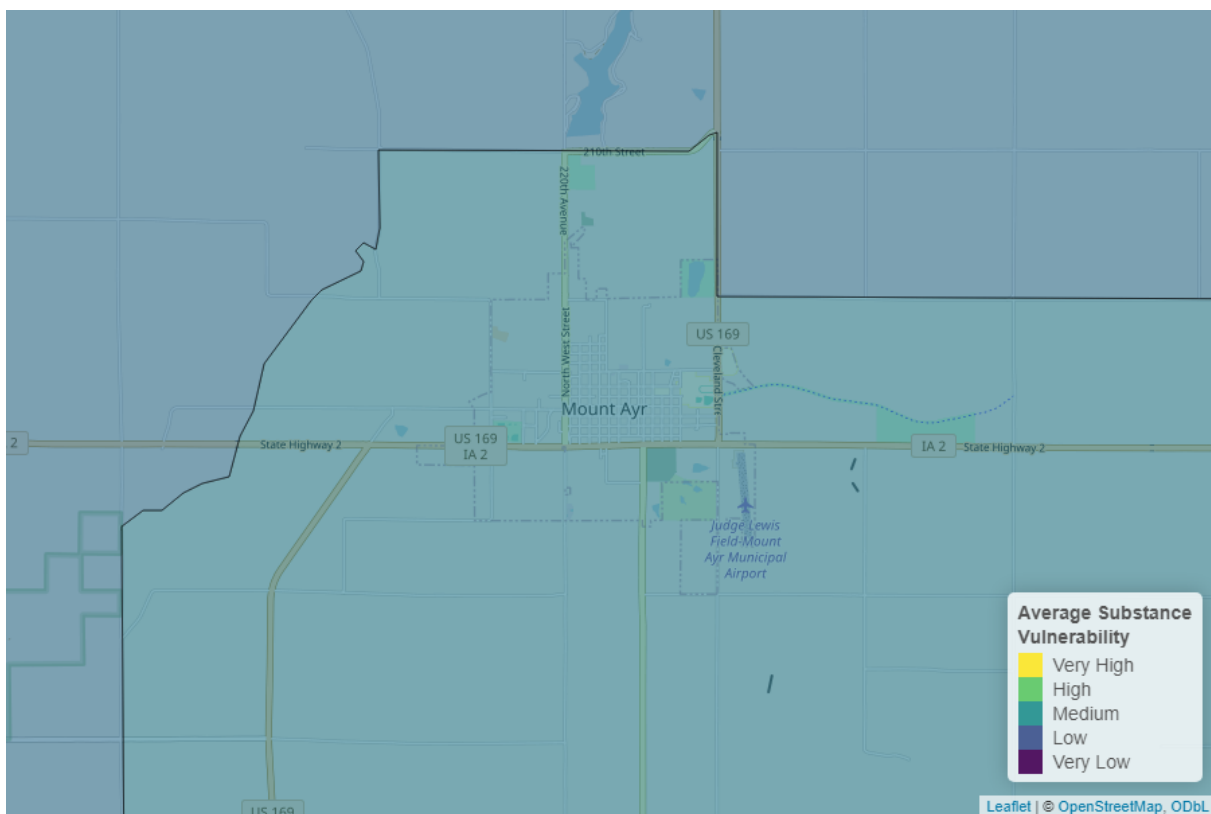 210th Street
220th Avenue
US 169
North West Street
Cleveland Stri
Mount Ayr
2
State Highway 2
US 169
IA 2
IA 2
State Highway 2
Judge Lewis
Field-Mount
Ayr Municipal
Airport
Average Substance
Vulnerability
Very High
High
Medium
Low
Very Low
US 169
Leaflet | © OpenStreetMap, ODbL